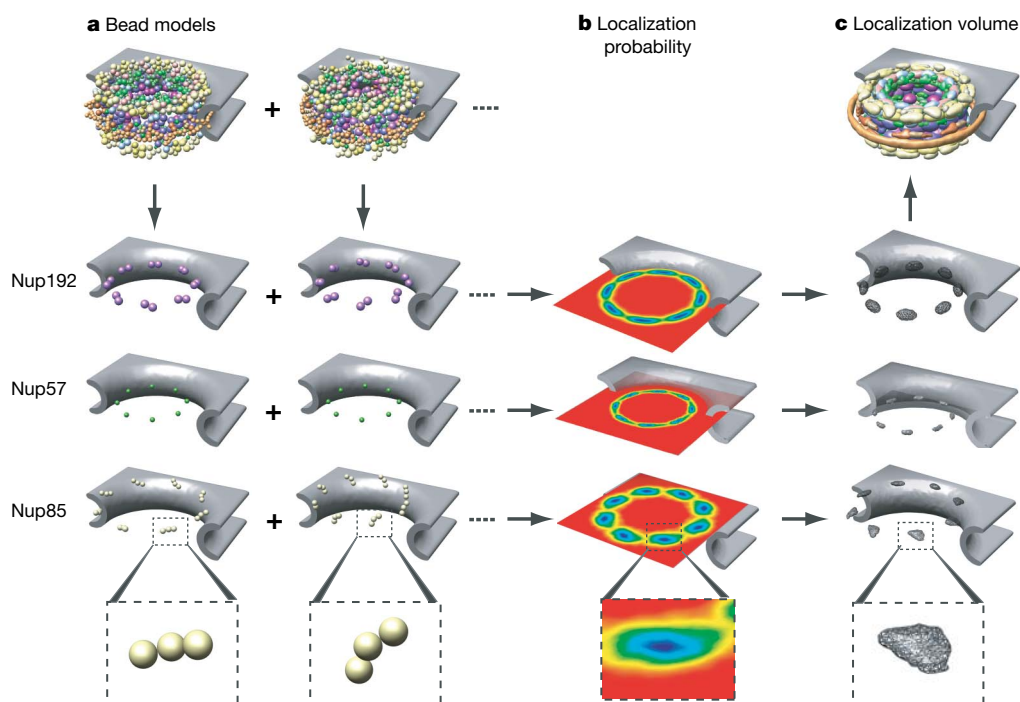 a Bead models
b Localization
probability
c Localization volume
+
....
Nup192
+
....
Nup57
+
....
Nup85
+
....